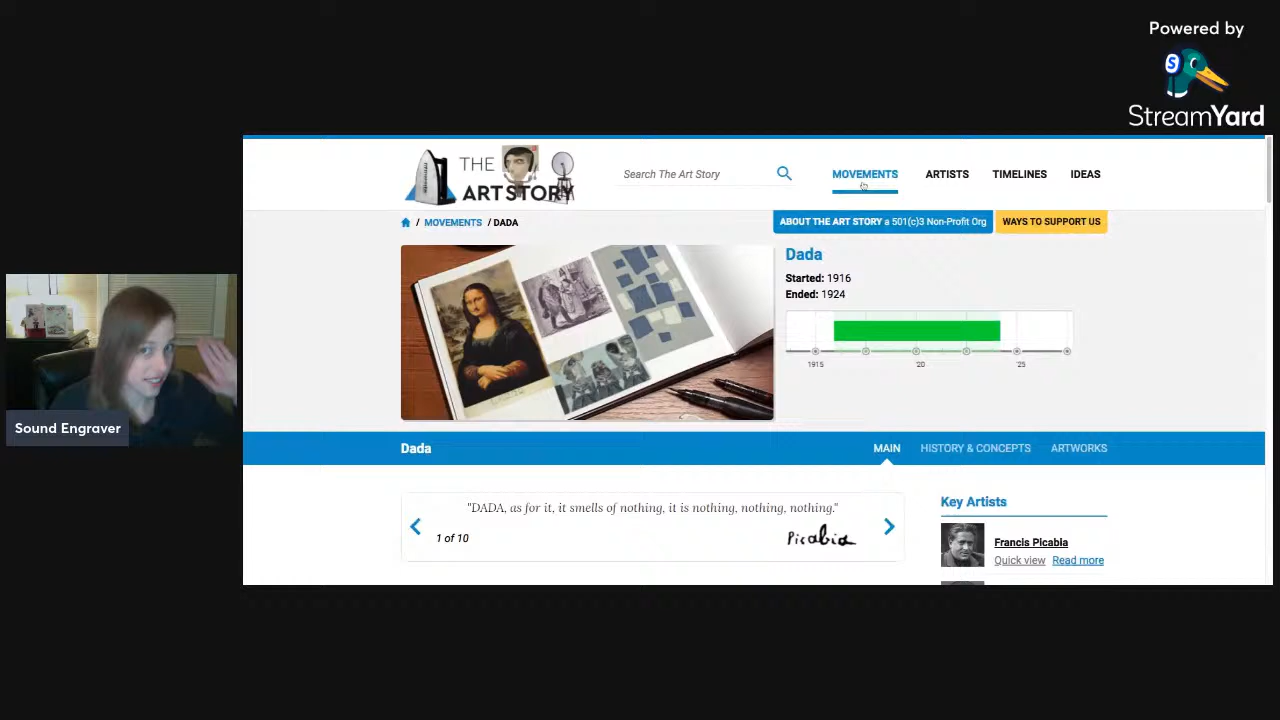 Powered by
StreamYard
THE
ARTSTORY
Search The Art Story
MOVEMENTS
ARTISTS
TIMELINES
IDEAS
/ MOVEMENTS / DADA
ABOUT THE ART STORY a 501(c)3 Non-Profit Org
WAYS TO SUPPORT US
Dada
Started: 1916
Ended: 1924
1915
'20
'25
Sound Engraver
Dada
MAIN
HISTORY & CONCEPTS
ARTWORKS
"DADA, as for it, it smells of nothing, it is nothing, nothing, nothing."
1 of 10
Picabia
Key Artists
Francis Picabia
Quick view
Read more